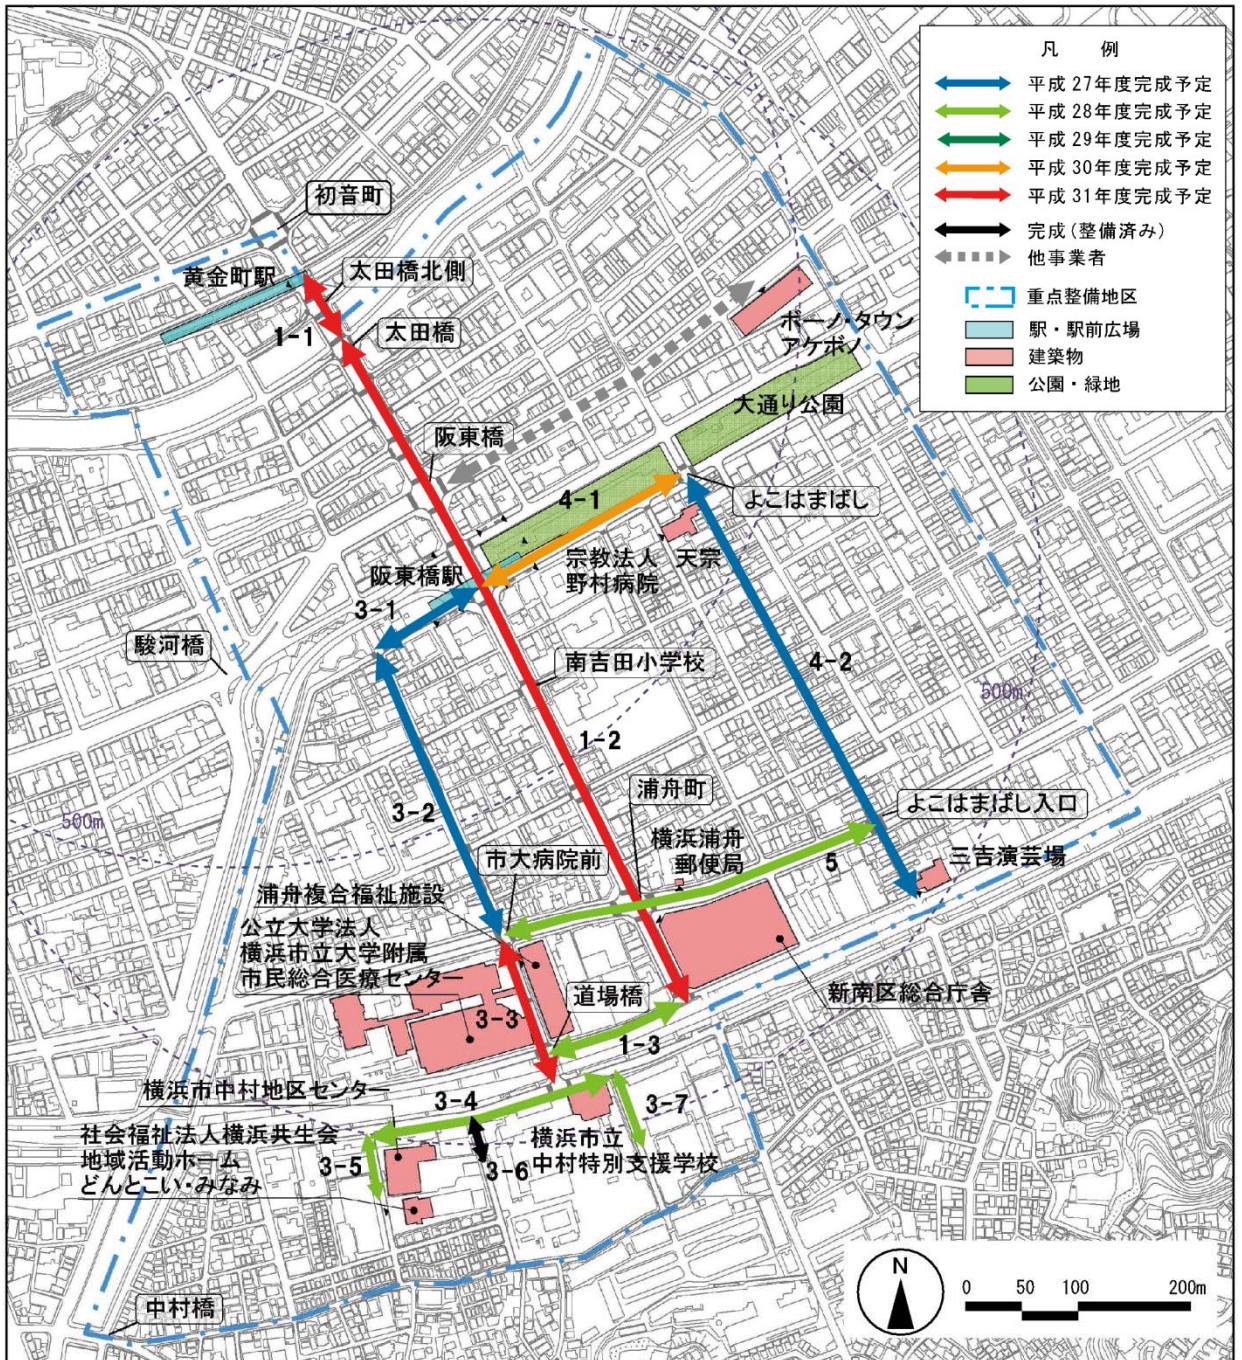 凡 例
平成27年度完成予定
平成28年度完成予定
平成29年度完成予定
平成30年度完成予定
平成31年度完成予定
完成(整備済み)
他事業者
重点整備地区
駅・駅前広場
建築物
公園・緑地
初音町
黄金町駅
太田橋北側
1-1
太田橋
ボーノ・タウン
アケボノ
大通り公園
阪東橋
4-1
よこはまばし
宗教法人 天宗
野村病院
阪東橋駅
3-1
駿河橋
南吉田小学校
4-2
500m
1-2
3-2
浦舟町
500m
よこはまばし入口
横浜浦舟
郵便局
5
三吉演芸場
市大病院前
浦舟複合福祉施設
公立大学法人
横浜市立大学附属
市民総合医療センター
道場橋
新南区総合庁舎
3-3
1-3
横浜市中村地区センター
3-4
3-7
社会福祉法人横浜共生会
地域活動ホーム
どんとこい・みなみ
3-5
3-6
横浜市立
中村特別支援学校
中村橋
N
0 50 100 200m